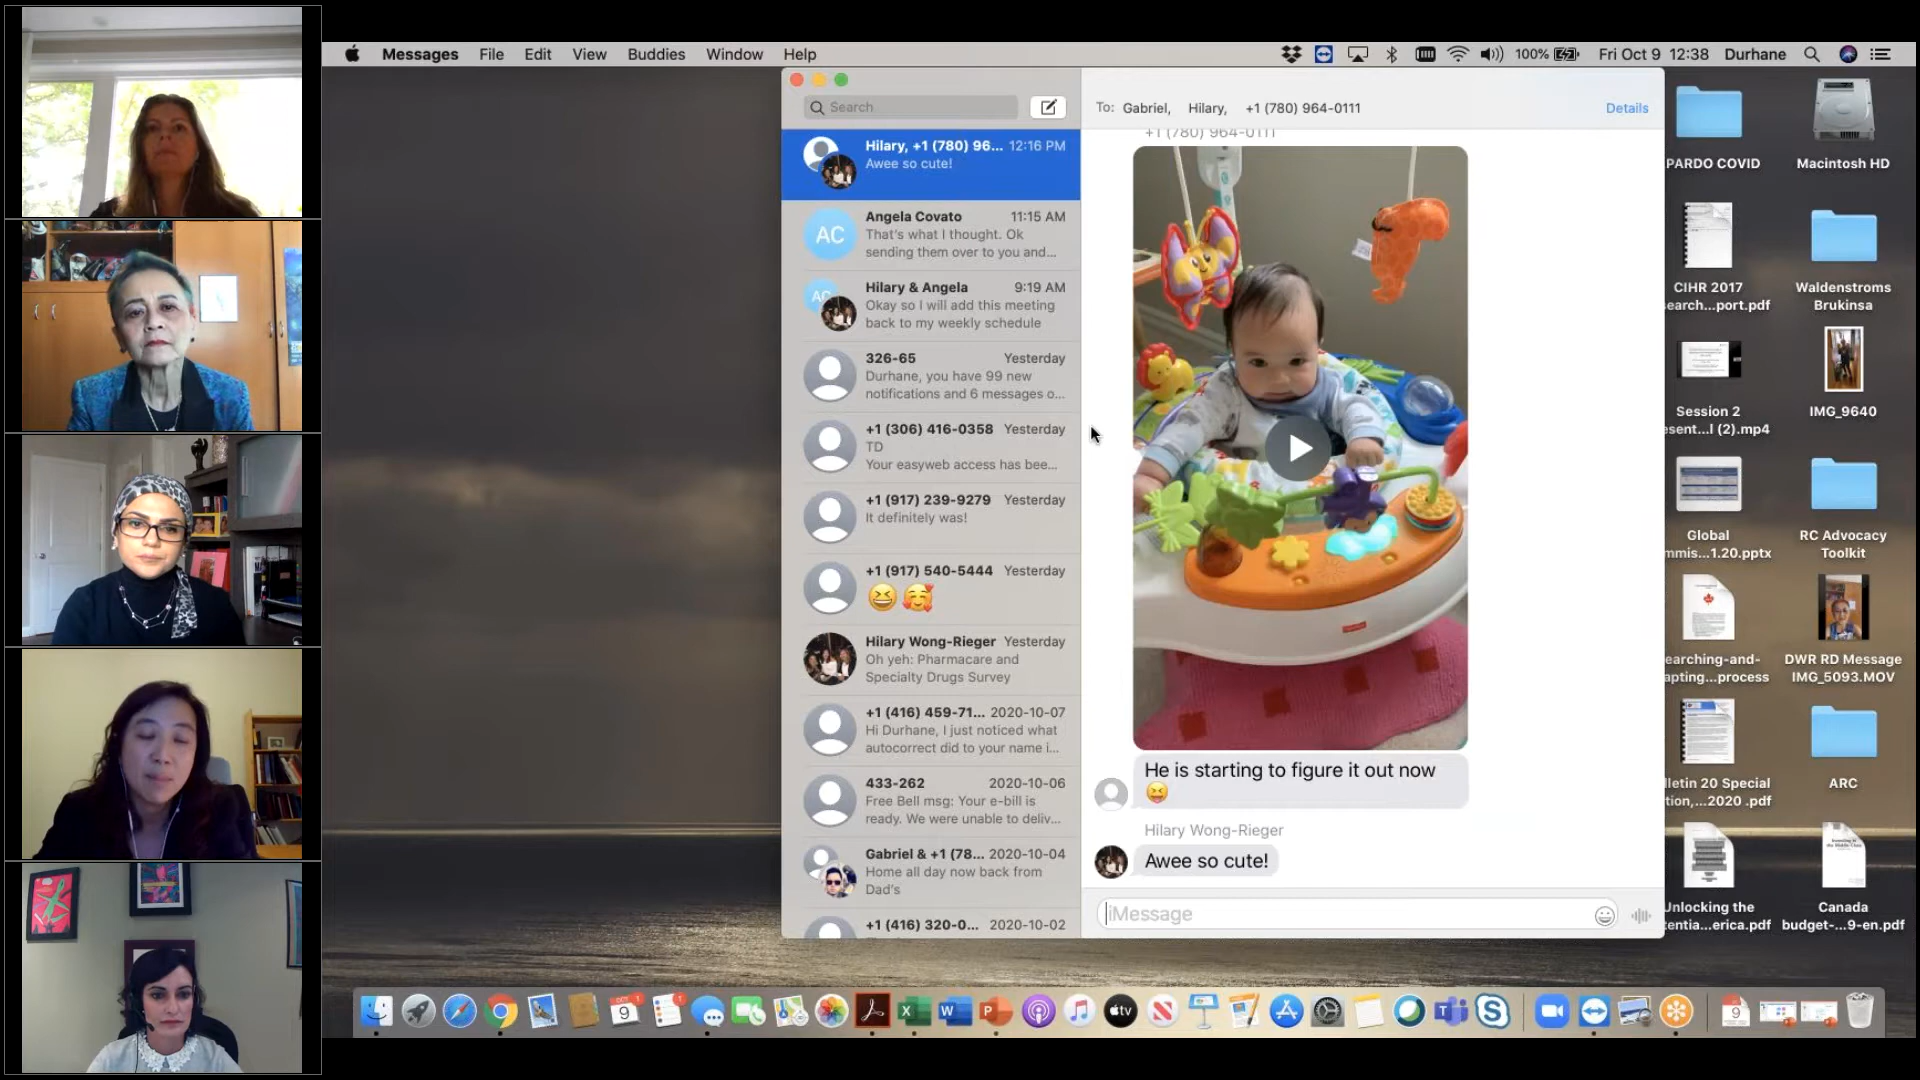 Messages File Edit View Buddies Window Help
100% Fri Oct 9 12:38 Durhane
Search
Hilary, +1 (780) 96... 12:16 PM
Awee so cute!
AC
Angela Covato 11:15 AM
That's what I thought. Ok
sending them over to you and...
AC
Hilary & Angela 9:19 AM
Okay so I will add this meeting
back to my weekly schedule
326-65 Yesterday
Durhane, you have 99 new
notifications and 6 messages o...
+1 (306) 416-0358 Yesterday
TD
Your easyweb access has bee...
+1 (917) 239-9279 Yesterday
It definitely was!
+1 (917) 540-5444 Yesterday
😆 🥰
Hilary Wong-Rieger Yesterday
Oh yeh: Pharmacare and
Specialty Drugs Survey
+1 (416) 459-71... 2020-10-07
Hi Durhane, I just noticed what
autocorrect did to your name i...
433-262 2020-10-06
Free Bell msg: Your e-bill is
ready. We were unable to deliv...
Gabriel & +1 (78... 2020-10-04
Home all day now back from
Dad's
+1 (416) 320-0... 2020-10-02
To: Gabriel, Hilary, +1 (780) 964-0111
Details
+1 (780) 964-0111
He is starting to figure it out now
😝
Hilary Wong-Rieger
Awee so cute!
iMessage
PARDO COVID
Macintosh HD
CIHR 2017
search...port.pdf
Waldenstroms
Brukinsa
Session 2
esent...l (2).mp4
IMG_9640
Global
mmis...1.20.pptx
RC Advocacy
Toolkit
earching-and-
apting...process
DWR RD Message
IMG_5093.MOV
lletin 20 Special
tion,...2020 .pdf
ARC
Unlocking the
entia...erica.pdf
Canada
budget-...9-en.pdf
OCT 1
9
1
X
W
P
tv
9